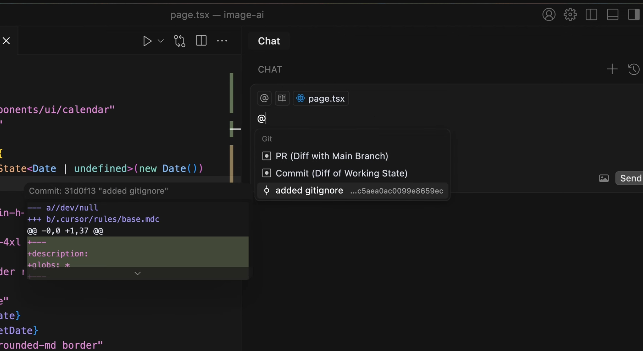 page.tsx — image-ai
Chat
CHAT
@
page.tsx
@
Git
PR (Diff with Main Branch)
Commit (Diff of Working State)
added gitignore ...c5aea0ac0099e8659ec
Send
ponents/ui/calendar"
"
{
State<Date | undefined>(new Date())
Commit: 31d0f13 "added gitignore"
--- a//dev/null
+++ b/.cursor/rules/base.mdc
@@ -0,0 +1,37 @@
+---
+description:
+globs: *
in-h-
-4xl
der
e"
ate}
etDate}
rounded-md border"